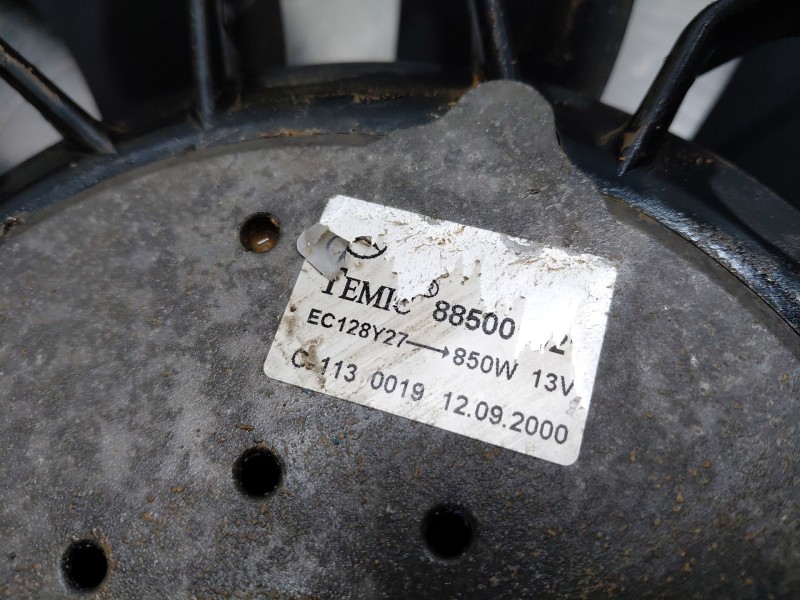 TEMIC® 88500
EC128Y27→850W 13V
C-113 0019 12.09.2000